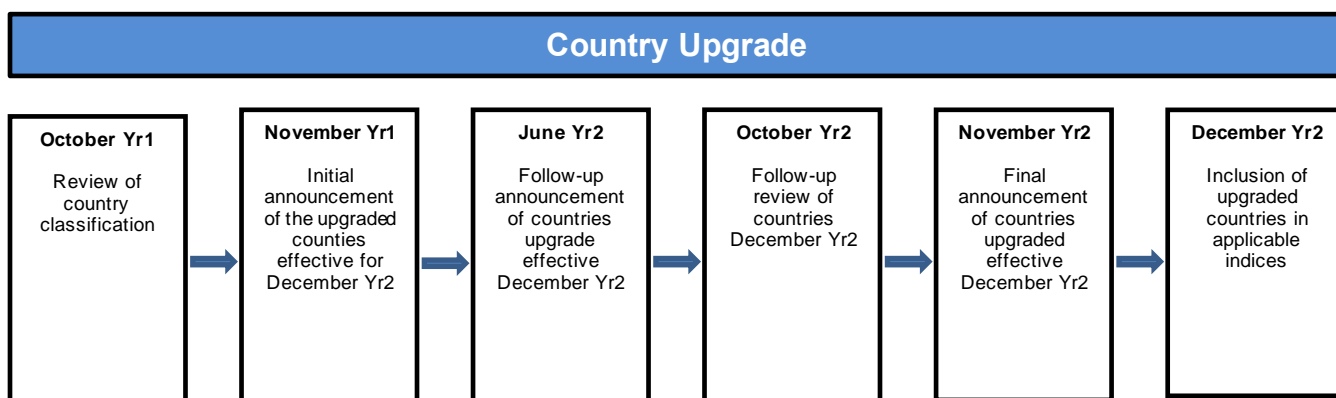 Country Upgrade
October Yr1
Review of
country
classification
November Yr1
Initial
announcement
of the upgraded
counties
effective for
December Yr2
June Yr2
Follow-up
announcement
of countries
upgrade
effective
December Yr2
October Yr2
Follow-up
review of
countries
December Yr2
November Yr2
Final
announcement
of countries
upgraded
effective
December Yr2
December Yr2
Inclusion of
upgraded
countries in
applicable
indices